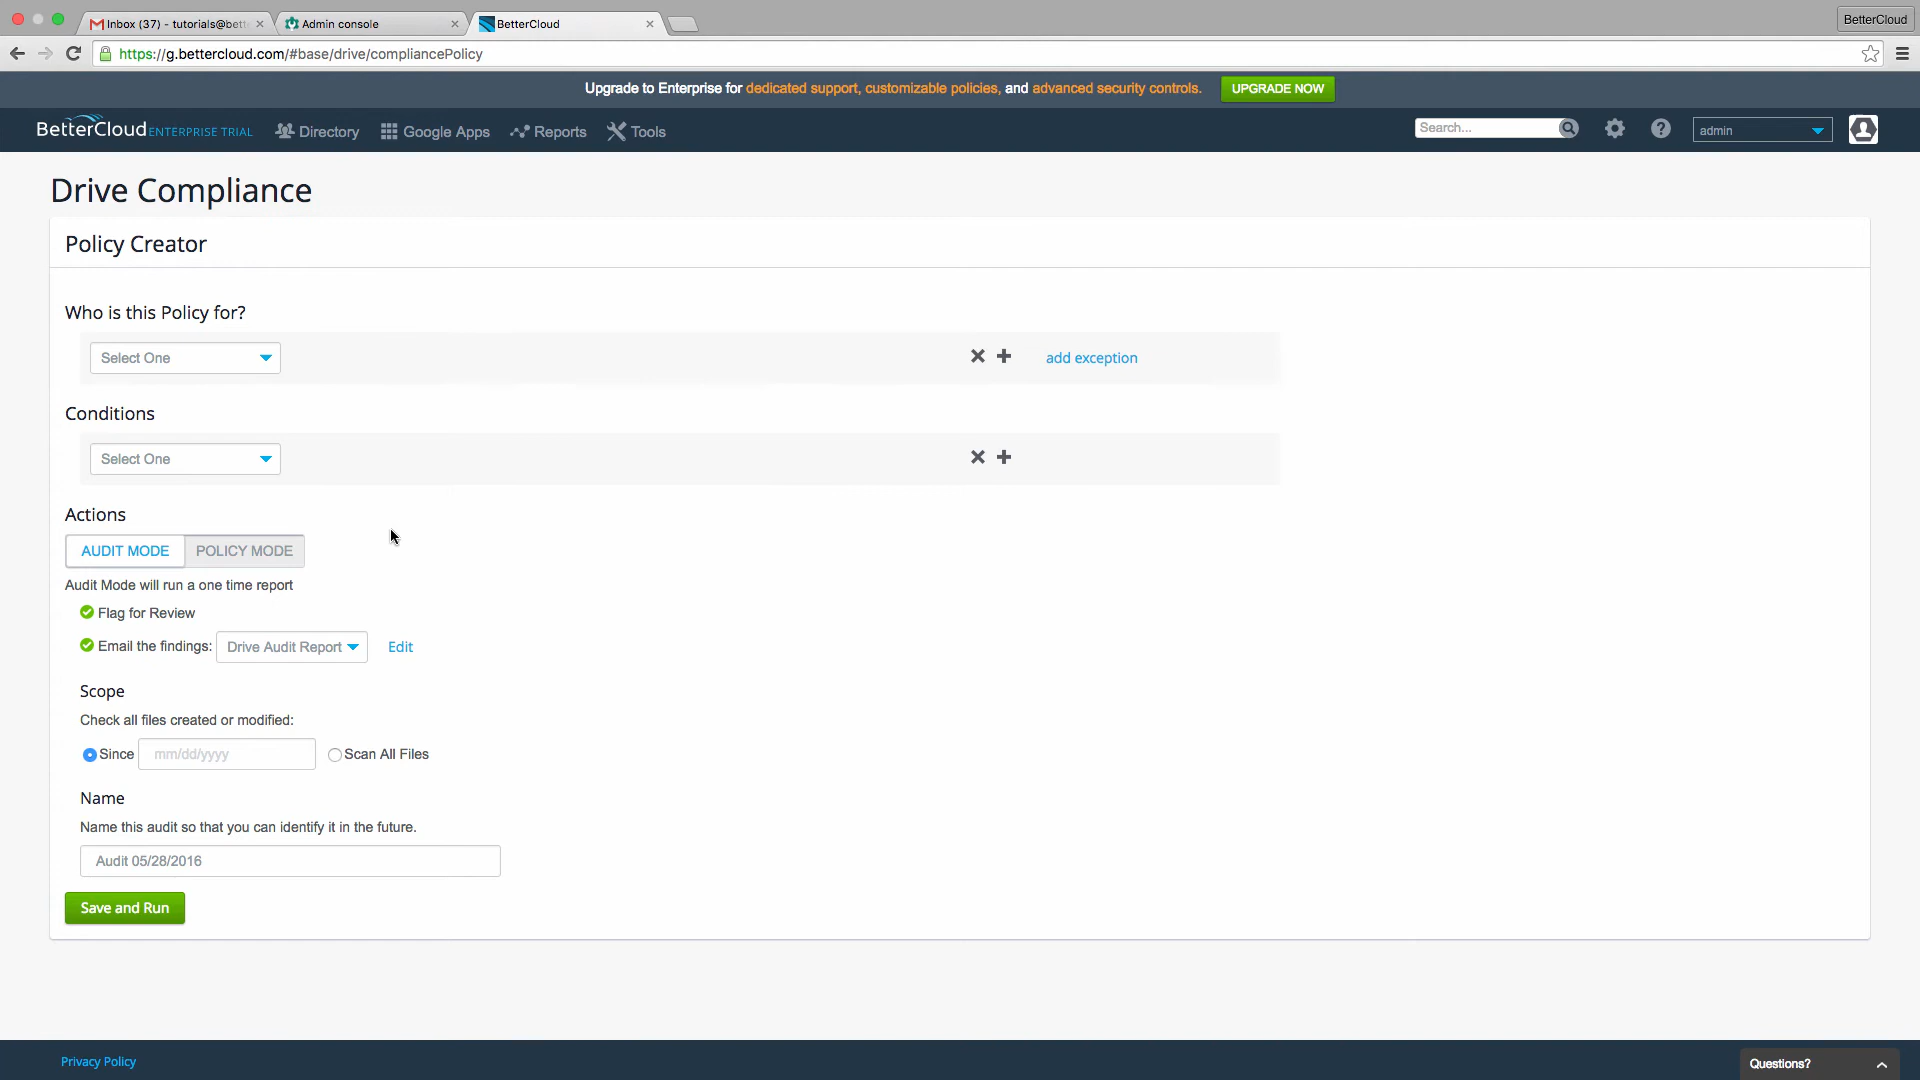 Inbox (37) - tutorials@bett
Admin console
BetterCloud
BetterCloud
https://g.bettercloud.com/#base/drive/compliancePolicy
Upgrade to Enterprise for dedicated support, customizable policies, and advanced security controls. UPGRADE NOW
BetterCloud ENTERPRISE TRIAL Directory Google Apps Reports Tools Search... admin
Drive Compliance
Policy Creator
Who is this Policy for?
Select One add exception
Conditions
Select One
Actions
AUDIT MODE POLICY MODE
Audit Mode will run a one time report
Flag for Review
Email the findings: Drive Audit Report Edit
Scope
Check all files created or modified:
Since mm/dd/yyyy Scan All Files
Name
Name this audit so that you can identify it in the future.
Audit 05/28/2016
Save and Run
Privacy Policy
Questions?